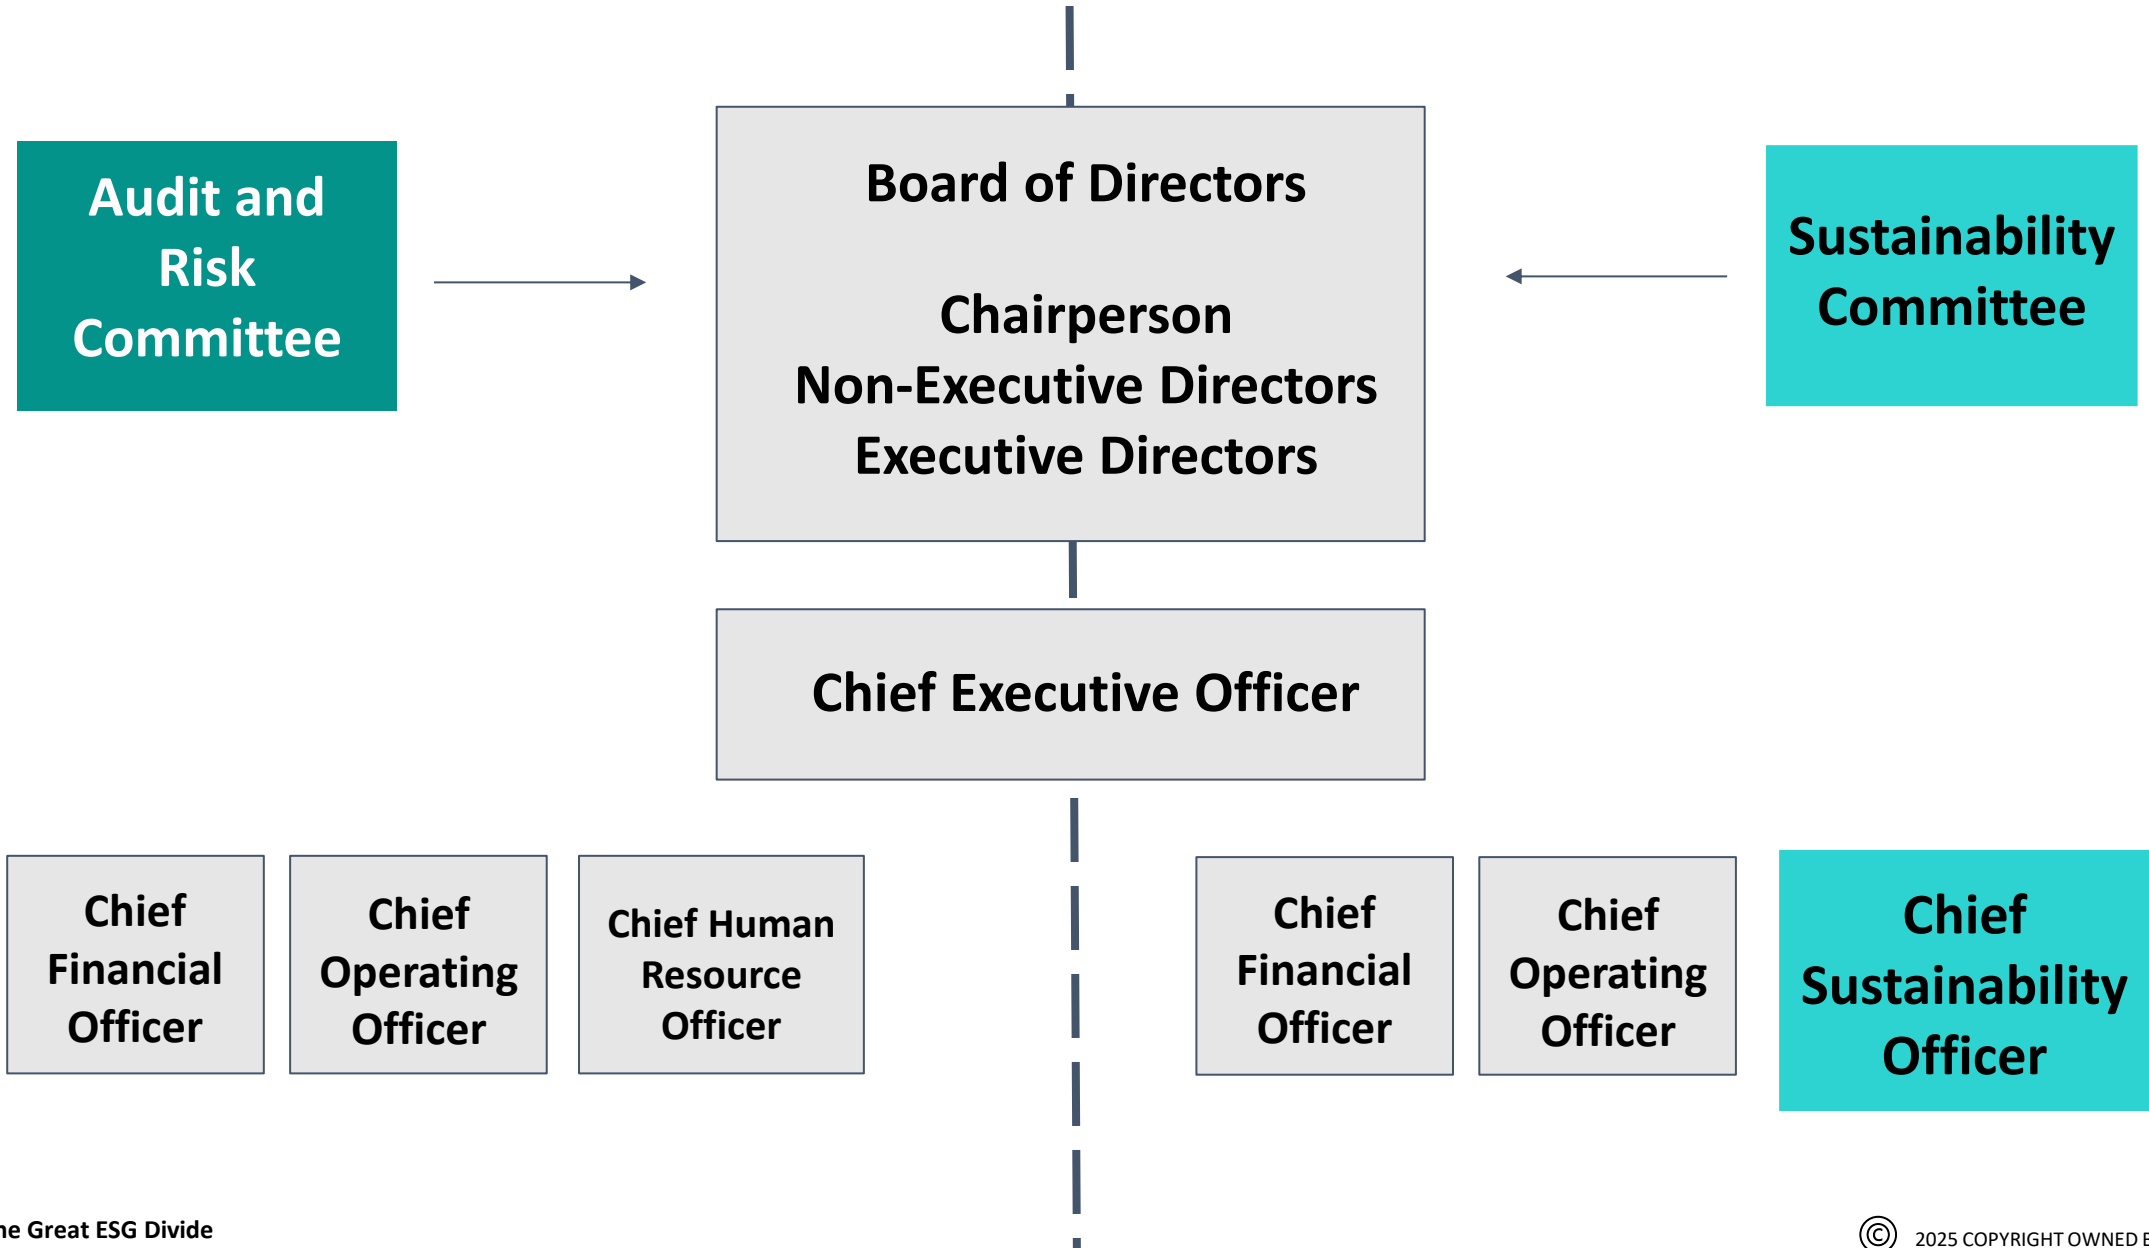 Audit and
Risk
Committee
Board of Directors
Chairperson
Non-Executive Directors
Executive Directors
Sustainability
Committee
Chief Executive Officer
Chief
Financial
Officer
Chief
Operating
Officer
Chief Human
Resource
Officer
Chief
Financial
Officer
Chief
Operating
Officer
Chief
Sustainability
Officer
Great ESG Divide
© 2025 COPYRIGHT OWNED